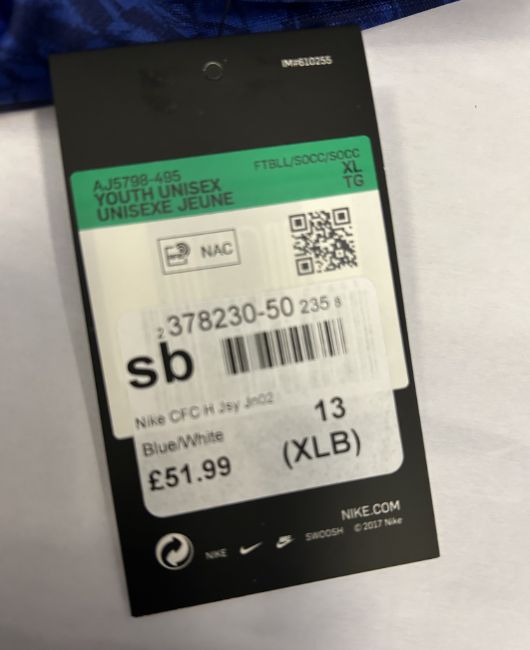 IM#610255
AJ5798-495 FTBLL/SOCC/SOCC
YOUTH UNISEX XL
UNISEXE JEUNE TG
NAC
2 378230-50 235 8
sb
Nike CFC H Jsy Jn02
Blue/White 13
£51.99 (XLB)
NIKE.COM
NIKE SWOOSH © 2017 Nike